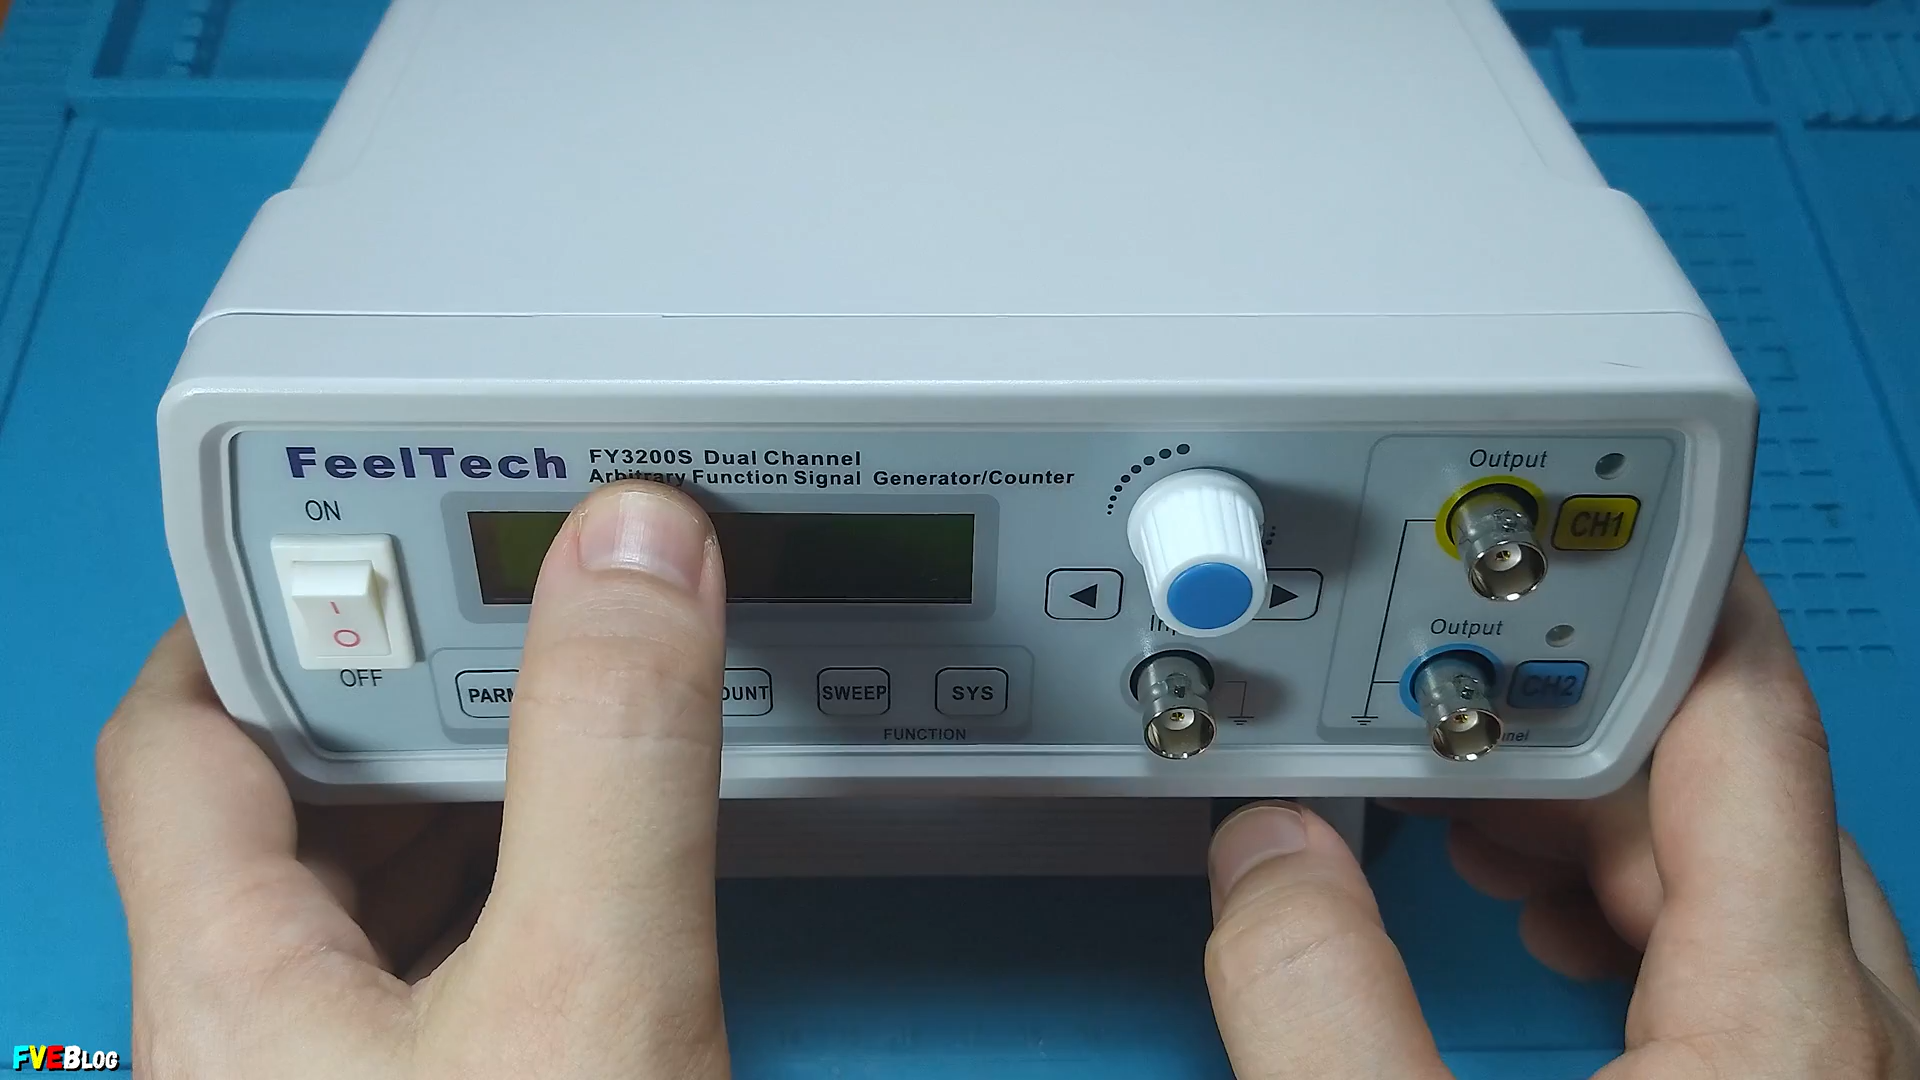 FeelTech
FY3200S Dual Channel
Arbitrary Function Signal Generator/Counter
ON
I
O
OFF
SWEEP
SYS
FUNCTION
Output
CH1
Output
CH2
FVEBLOG